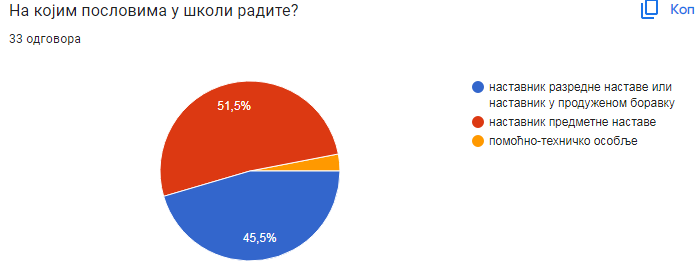 На којим пословима у школи радите?
Коп
33 одговора
51,5%
45,5%
наставник разредне наставе или
наставник у продуженом боравку
наставник предметне наставе
помоћно-техничко особље